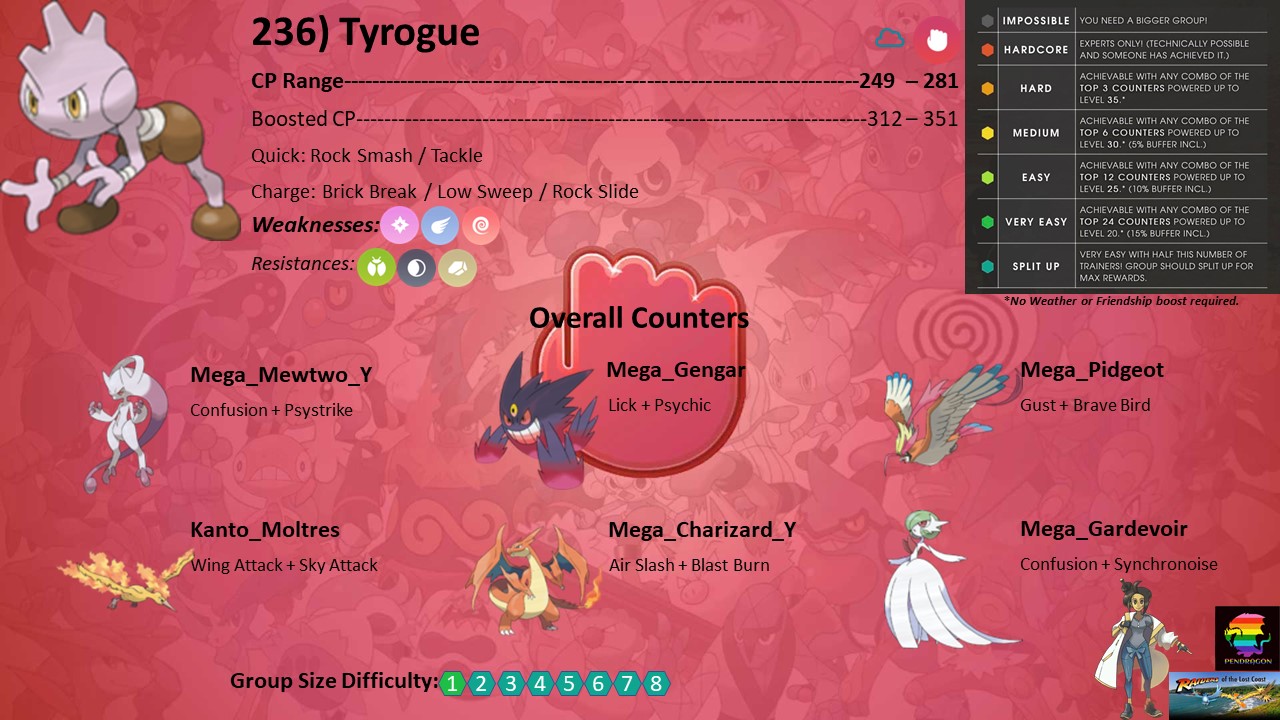 236) Tyrogue
CP Range--------------------------------------------------------------------------249 – 281
Boosted CP-------------------------------------------------------------------------312 – 351
Quick: Rock Smash / Tackle
Charge: Brick Break / Low Sweep / Rock Slide
Weaknesses:
Resistances:
IMPOSSIBLE YOU NEED A BIGGER GROUP!
HARDCORE EXPERTS ONLY! (TECHNICALLY POSSIBLE
AND SOMEONE HAS ACHIEVED IT.)
HARD ACHIEVABLE WITH ANY COMBO OF THE
TOP 3 COUNTERS POWERED UP TO
LEVEL 35.*
MEDIUM ACHIEVABLE WITH ANY COMBO OF THE
TOP 6 COUNTERS POWERED UP TO
LEVEL 30.* (5% BUFFER INCL.)
EASY ACHIEVABLE WITH ANY COMBO OF THE
TOP 12 COUNTERS POWERED UP TO
LEVEL 25.* (10% BUFFER INCL.)
VERY EASY ACHIEVABLE WITH ANY COMBO OF THE
TOP 24 COUNTERS POWERED UP TO
LEVEL 20.* (15% BUFFER INCL.)
SPLIT UP VERY EASY WITH HALF THIS NUMBER OF
TRAINERS! GROUP SHOULD SPLIT UP FOR
MAX REWARDS.
*No Weather or Friendship boost required.
Overall Counters
Mega_Mewtwo_Y
Confusion + Psystrike
Mega_Gengar
Lick + Psychic
Mega_Pidgeot
Gust + Brave Bird
Kanto_Moltres
Wing Attack + Sky Attack
Mega_Charizard_Y
Air Slash + Blast Burn
Mega_Gardevoir
Confusion + Synchronoise
Group Size Difficulty: 1 2 3 4 5 6 7 8
PENDRAGON
RAIDERS of the Lost Coast